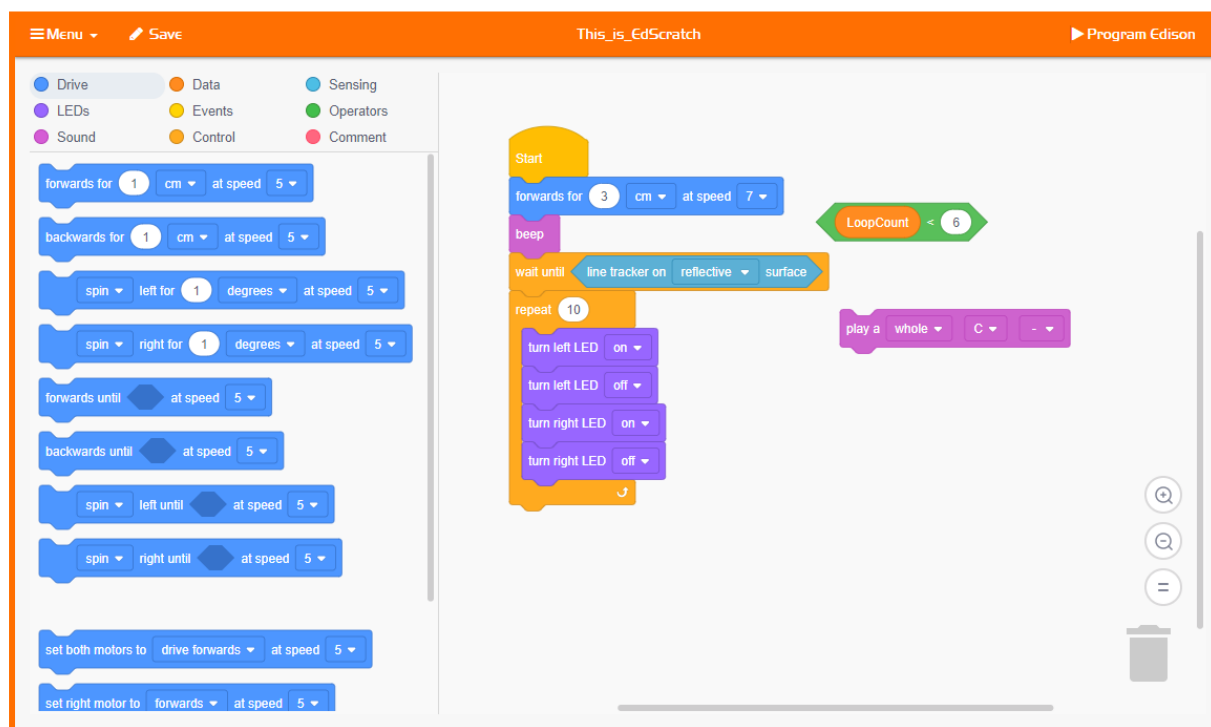 Menu Save This_is_EdScratch Program Edison
Drive Data Sensing
LEDs Events Operators
Sound Control Comment
forwards for 1 cm at speed 5
backwards for 1 cm at speed 5
spin left for 1 degrees at speed 5
spin right for 1 degrees at speed 5
forwards until at speed 5
backwards until at speed 5
spin left until at speed 5
spin right until at speed 5
set both motors to drive forwards at speed 5
set right motor to forwards at speed 5
Start
forwards for 3 cm at speed 7
beep
wait until line tracker on reflective surface
repeat 10
turn left LED on
turn left LED off
turn right LED on
turn right LED off
LoopCount < 6
play a whole C -